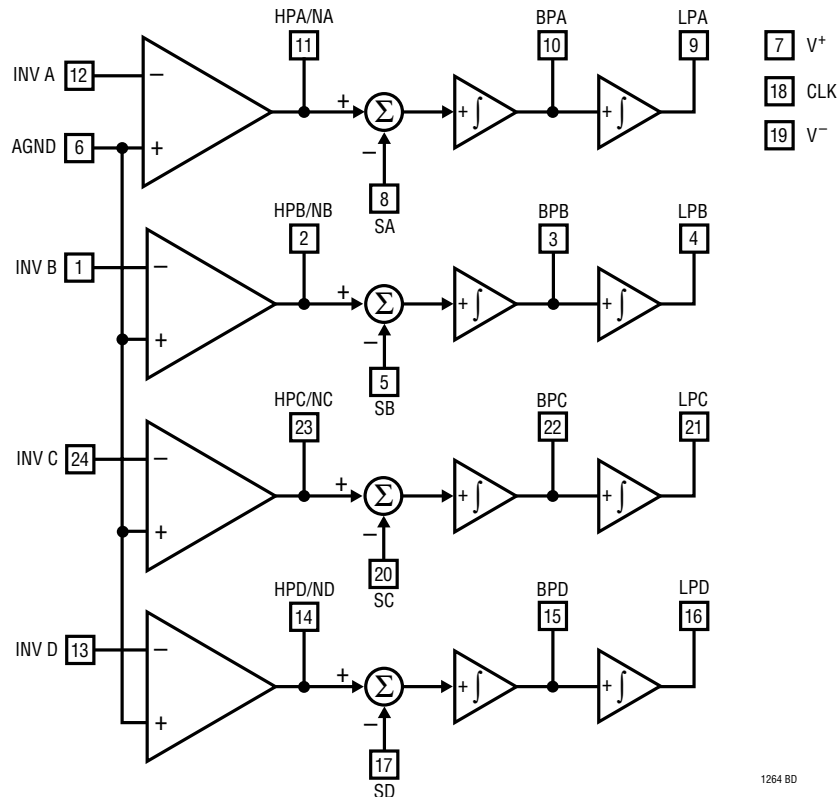 HPA/NA BPA LPA
11 10 9 7 V+
INV A 12 − + Σ + ∫ + ∫ 18 CLK
AGND 6 + − 19 V−
8
SA
HPB/NB BPB LPB
2 3 4
INV B 1 − + Σ + ∫ + ∫
+ −
5
SB
HPC/NC BPC LPC
23 22 21
INV C 24 − + Σ + ∫ + ∫
+ −
20
SC
HPD/ND BPD LPD
14 15 16
INV D 13 − + Σ + ∫ + ∫
+ −
17
SD
1264 BD